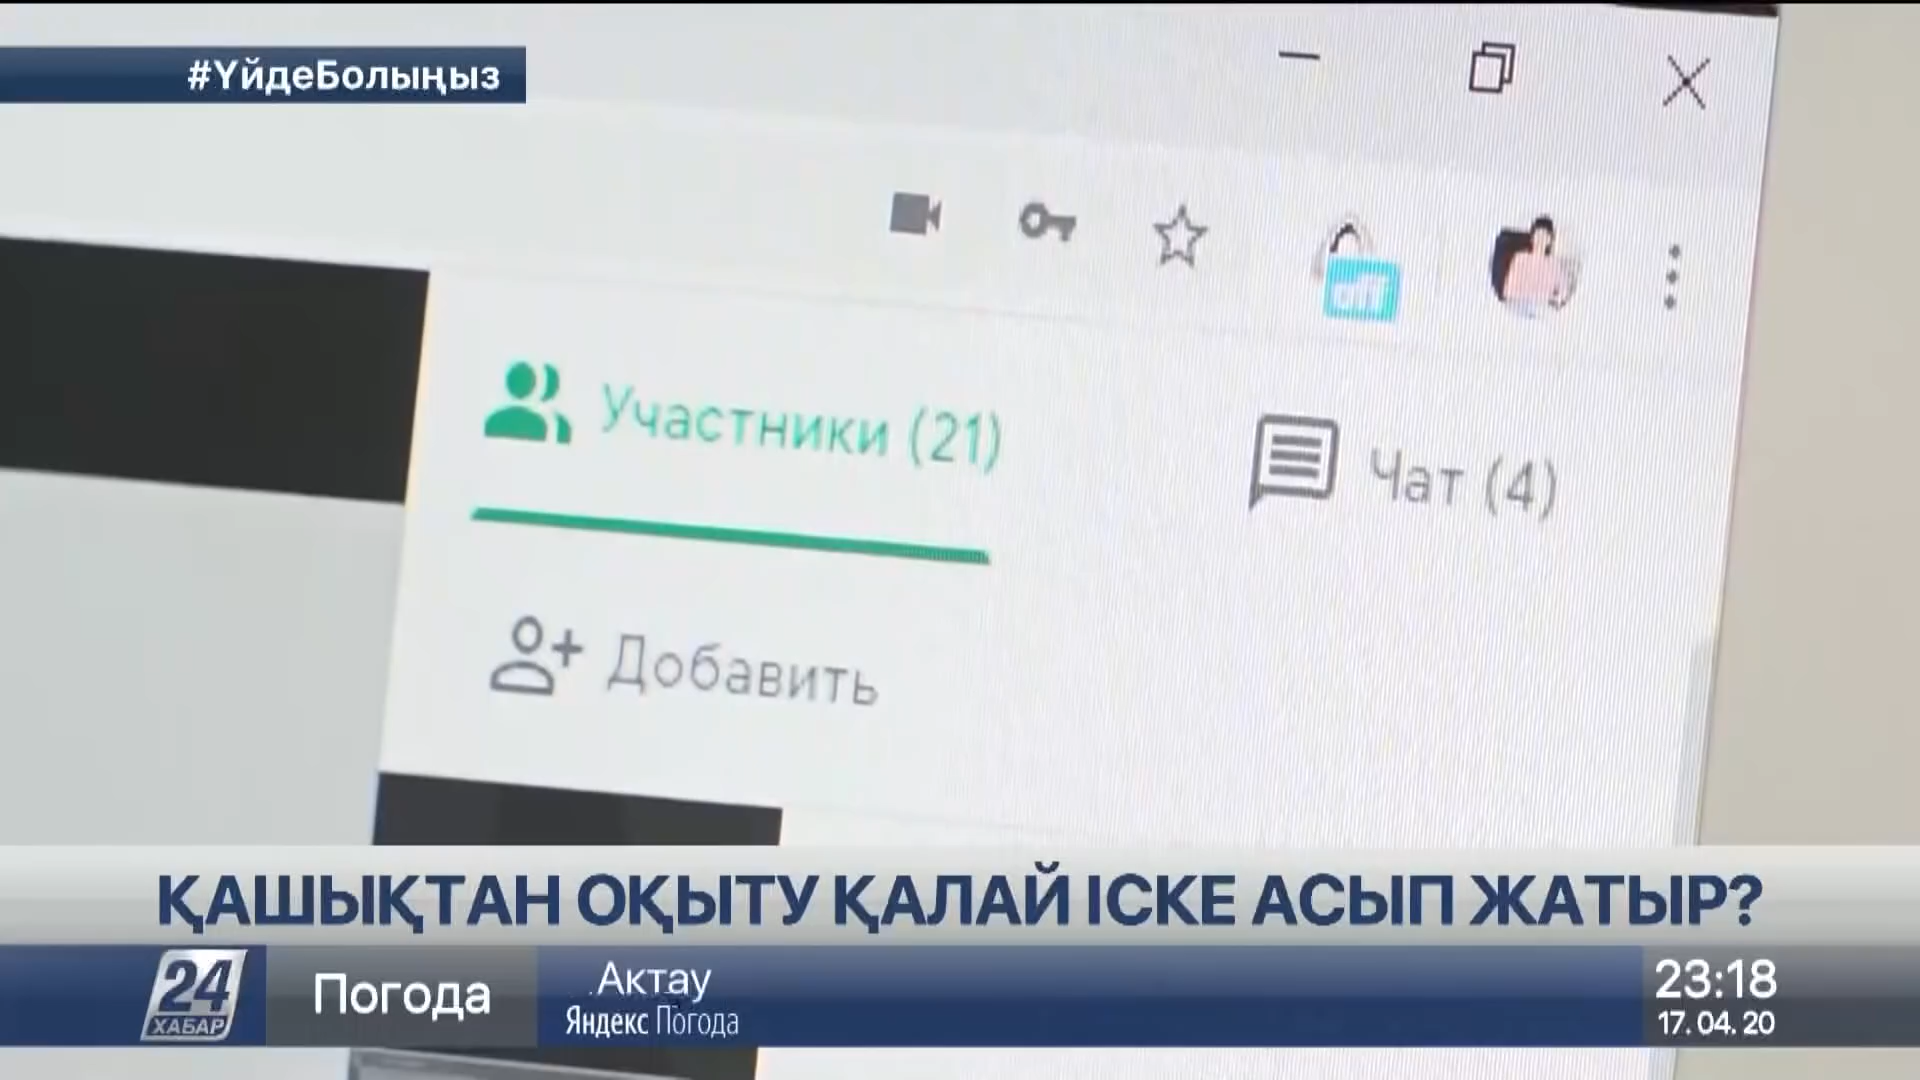 #ҮйдеБолыңыз
off
Участники (21)
Чат (4)
Добавить
ҚАШЫҚТАН ОҚЫТУ ҚАЛАЙ ІСКЕ АСЫП ЖАТЫР?
24
ХАБАР
Погода
Актау
Яндекс Погода
23:18
17. 04. 20